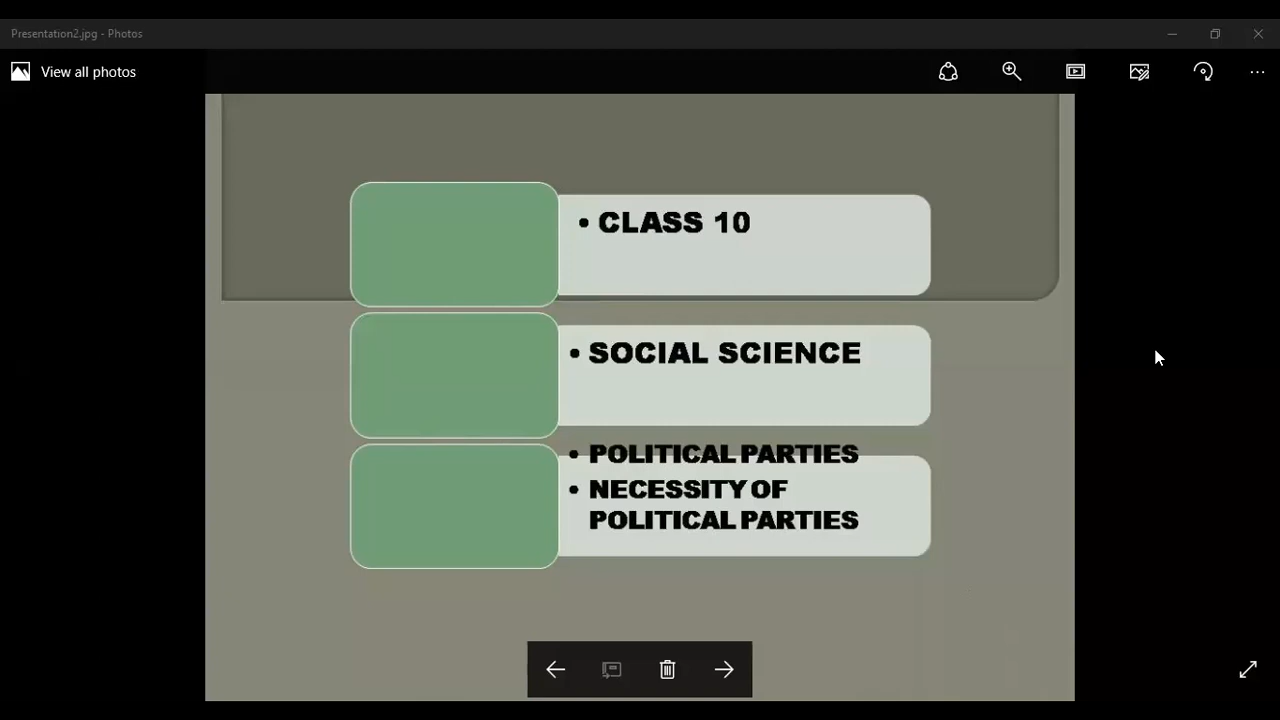 Presentation2.jpg - Photos
View all photos
• CLASS 10
• SOCIAL SCIENCE
• POLITICAL PARTIES
• NECESSITY OF
POLITICAL PARTIES